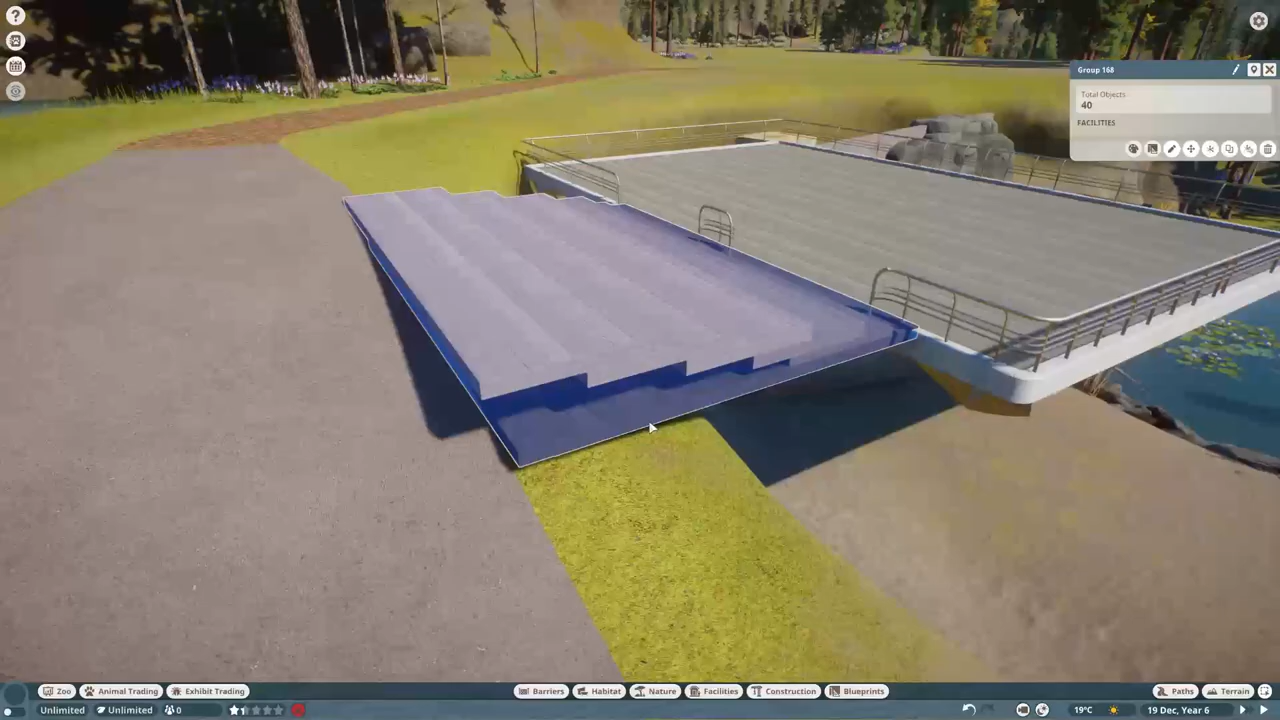 ?
Group 168
Total Objects
40
FACILITIES
Zoo Animal Trading Exhibit Trading Barriers Habitat Nature Facilities Construction Blueprints Paths Terrain
Unlimited Unlimited 0 19°C 19 Dec, Year 6